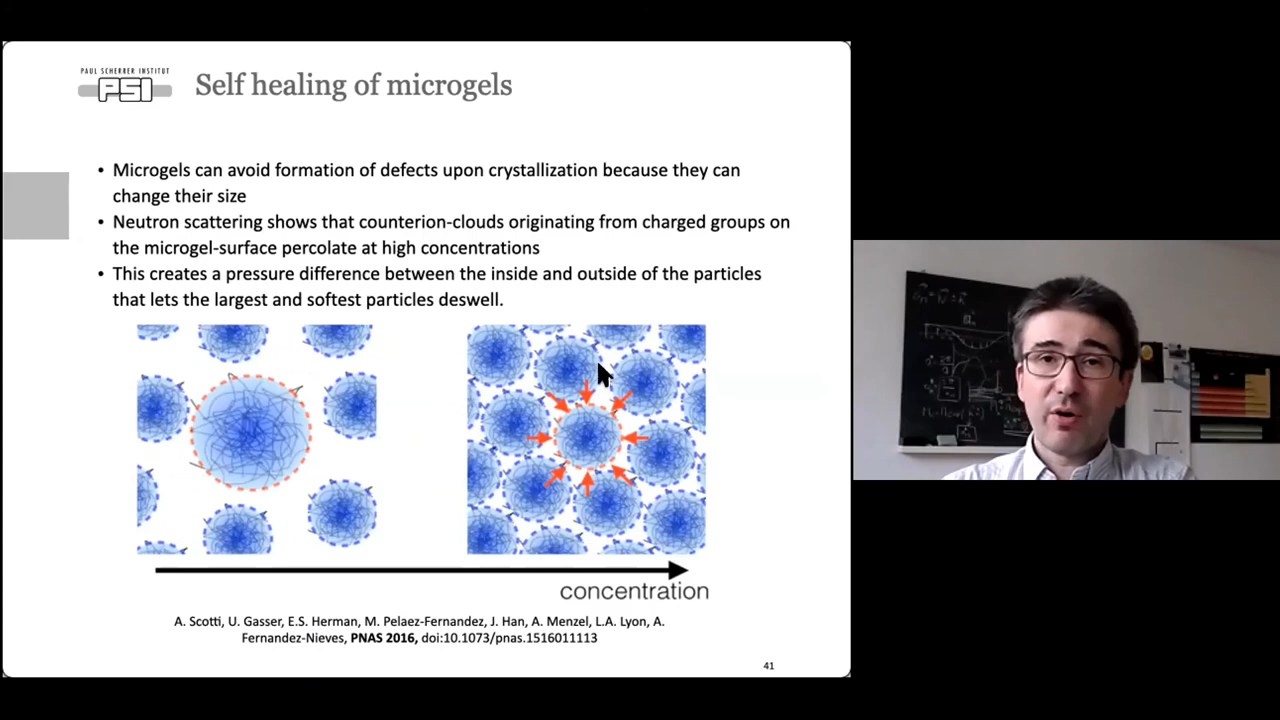 PAUL SCHERRER INSTITUT
PSI
Self healing of microgels
• Microgels can avoid formation of defects upon crystallization because they can
change their size
• Neutron scattering shows that counterion-clouds originating from charged groups on
the microgel-surface percolate at high concentrations
• This creates a pressure difference between the inside and outside of the particles
that lets the largest and softest particles deswell.
concentration
A. Scotti, U. Gasser, E.S. Herman, M. Pelaez-Fernandez, J. Han, A. Menzel, L.A. Lyon, A.
Fernandez-Nieves, PNAS 2016, doi:10.1073/pnas.1516011113
41